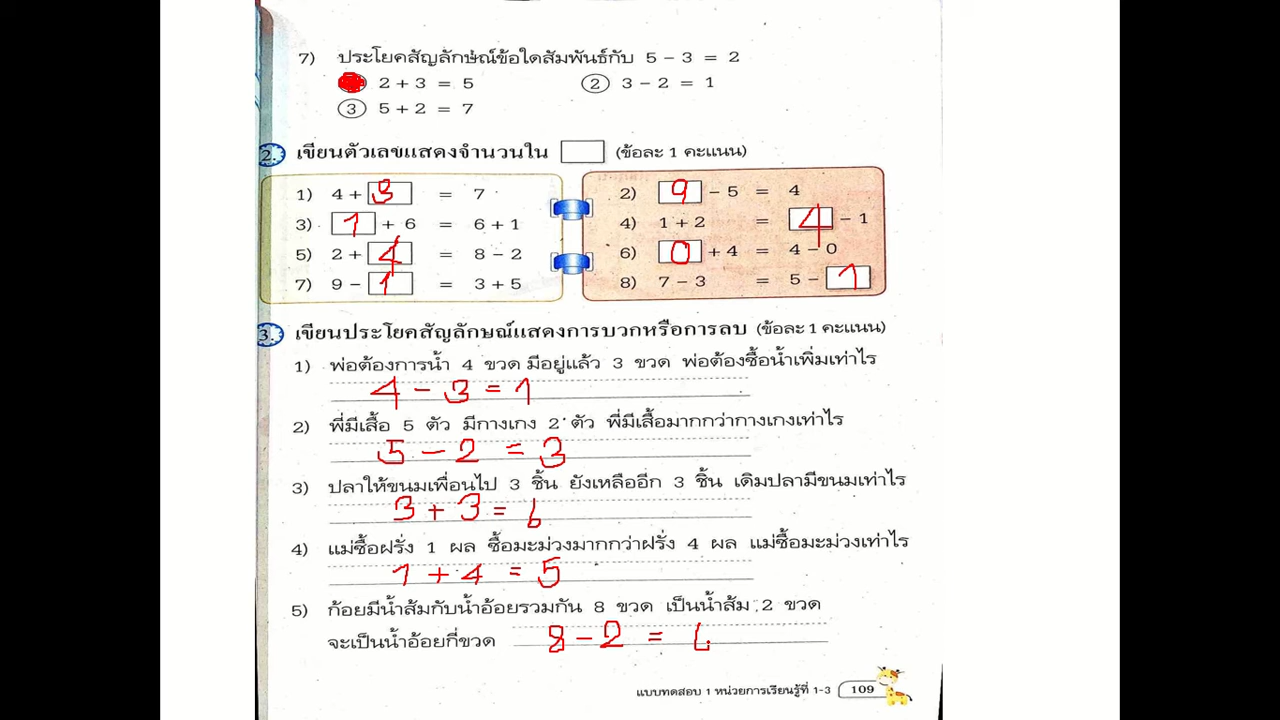 7) ประโยคสัญลักษณ์ข้อใดสัมพันธ์กับ 5 – 3 = 2
2 + 3 = 5 ② 3 – 2 = 1
③ 5 + 2 = 7
2. เขียนตัวเลขแสดงจำนวนใน (ข้อละ 1 คะแนน)
1) 4 + 3 = 7
2) 9 – 5 = 4
3) 1 + 6 = 6 + 1
4) 1 + 2 = 4 – 1
5) 2 + 4 = 8 – 2
6) 0 + 4 = 4 – 0
7) 9 – 1 = 3 + 5
8) 7 – 3 = 5 – 1
3. เขียนประโยคสัญลักษณ์แสดงการบวกหรือการลบ (ข้อละ 1 คะแนน)
1) พ่อต้องการน้ำ 4 ขวด มีอยู่แล้ว 3 ขวด พ่อต้องซื้อน้ำเพิ่มเท่าไร
4 – 3 = 1
2) พี่มีเสื้อ 5 ตัว มีกางเกง 2 ตัว พี่มีเสื้อมากกว่ากางเกงเท่าไร
5 – 2 = 3
3) ปลาให้ขนมเพื่อนไป 3 ชิ้น ยังเหลืออีก 3 ชิ้น เดิมปลามีขนมเท่าไร
3 + 3 = 6
4) แม่ซื้อฝรั่ง 1 ผล ซื้อมะม่วงมากกว่าฝรั่ง 4 ผล แม่ซื้อมะม่วงเท่าไร
1 + 4 = 5
5) ก้อยมีน้ำส้มกับน้ำอ้อยรวมกัน 8 ขวด เป็นน้ำส้ม 2 ขวด
จะเป็นน้ำอ้อยกี่ขวด 8 – 2 = 6
แบบทดสอบ 1 หน่วยการเรียนรู้ที่ 1-3 109